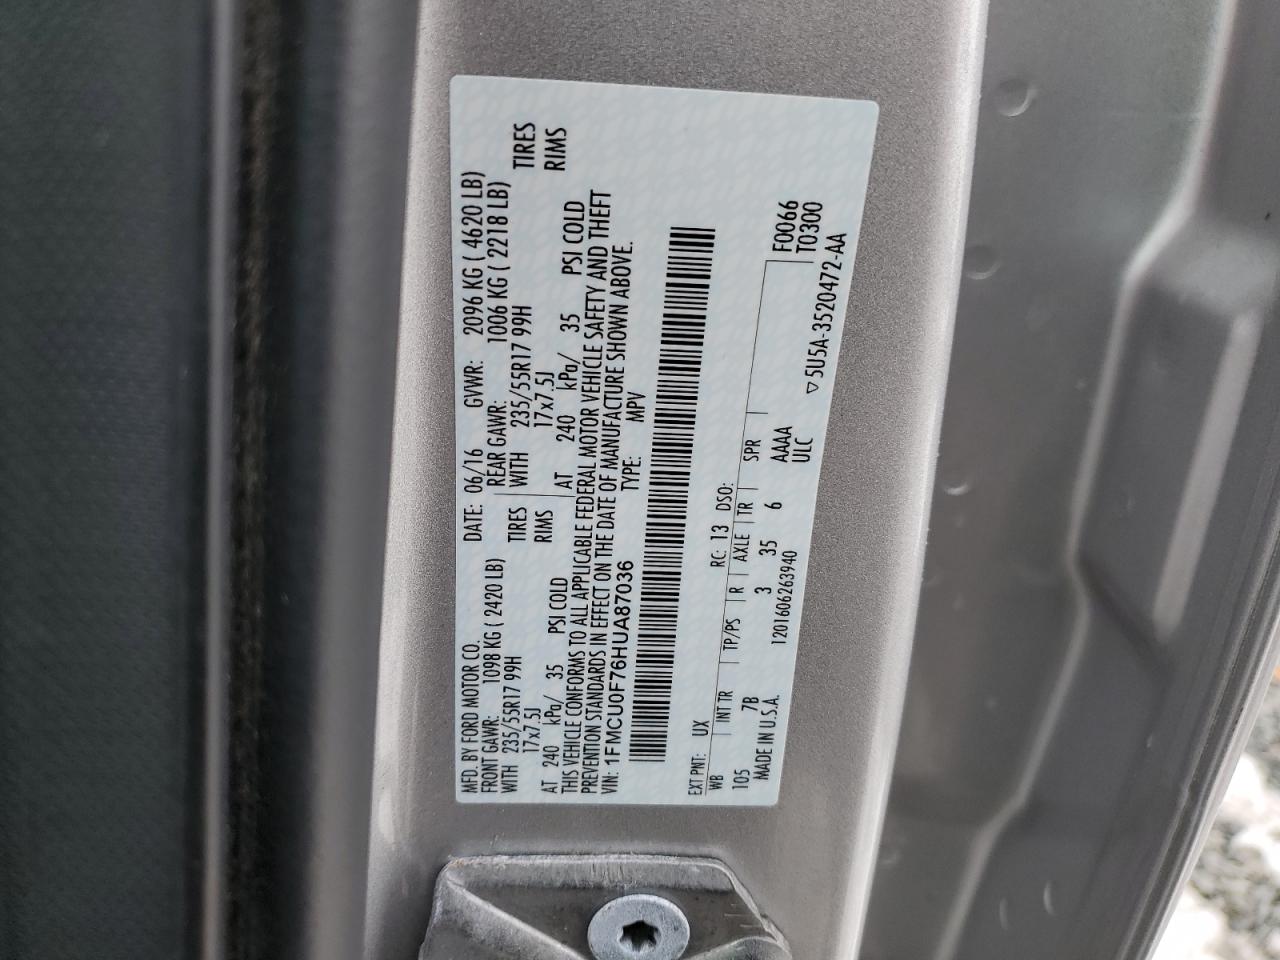 MFD. BY FORD MOTOR CO.
DATE: 06/16 GVWR: 2096 KG ( 4620 LB)
FRONT GAWR: 1098 KG ( 2420 LB) REAR GAWR: 1006 KG ( 2218 LB)
WITH 235/55R17 99H TIRES WITH 235/55R17 99H TIRES
17x7.5J RIMS 17x7.5J RIMS
AT 240 kPa/ 35 PSI COLD AT 240 kPa/ 35 PSI COLD
THIS VEHICLE CONFORMS TO ALL APPLICABLE FEDERAL MOTOR VEHICLE SAFETY AND THEFT
PREVENTION STANDARDS IN EFFECT ON THE DATE OF MANUFACTURE SHOWN ABOVE.
VIN: 1FMCU0F76HUA87036 TYPE: MPV
EXT PNT: UX RC: 13 DSO: F0066
WB INT TR TP/PS R AXLE TR SPR T0300
105 7B 3 35 6 AAAA ▽5U5A-3520472-AA
MADE IN U.S.A. 1201606263940 ULC